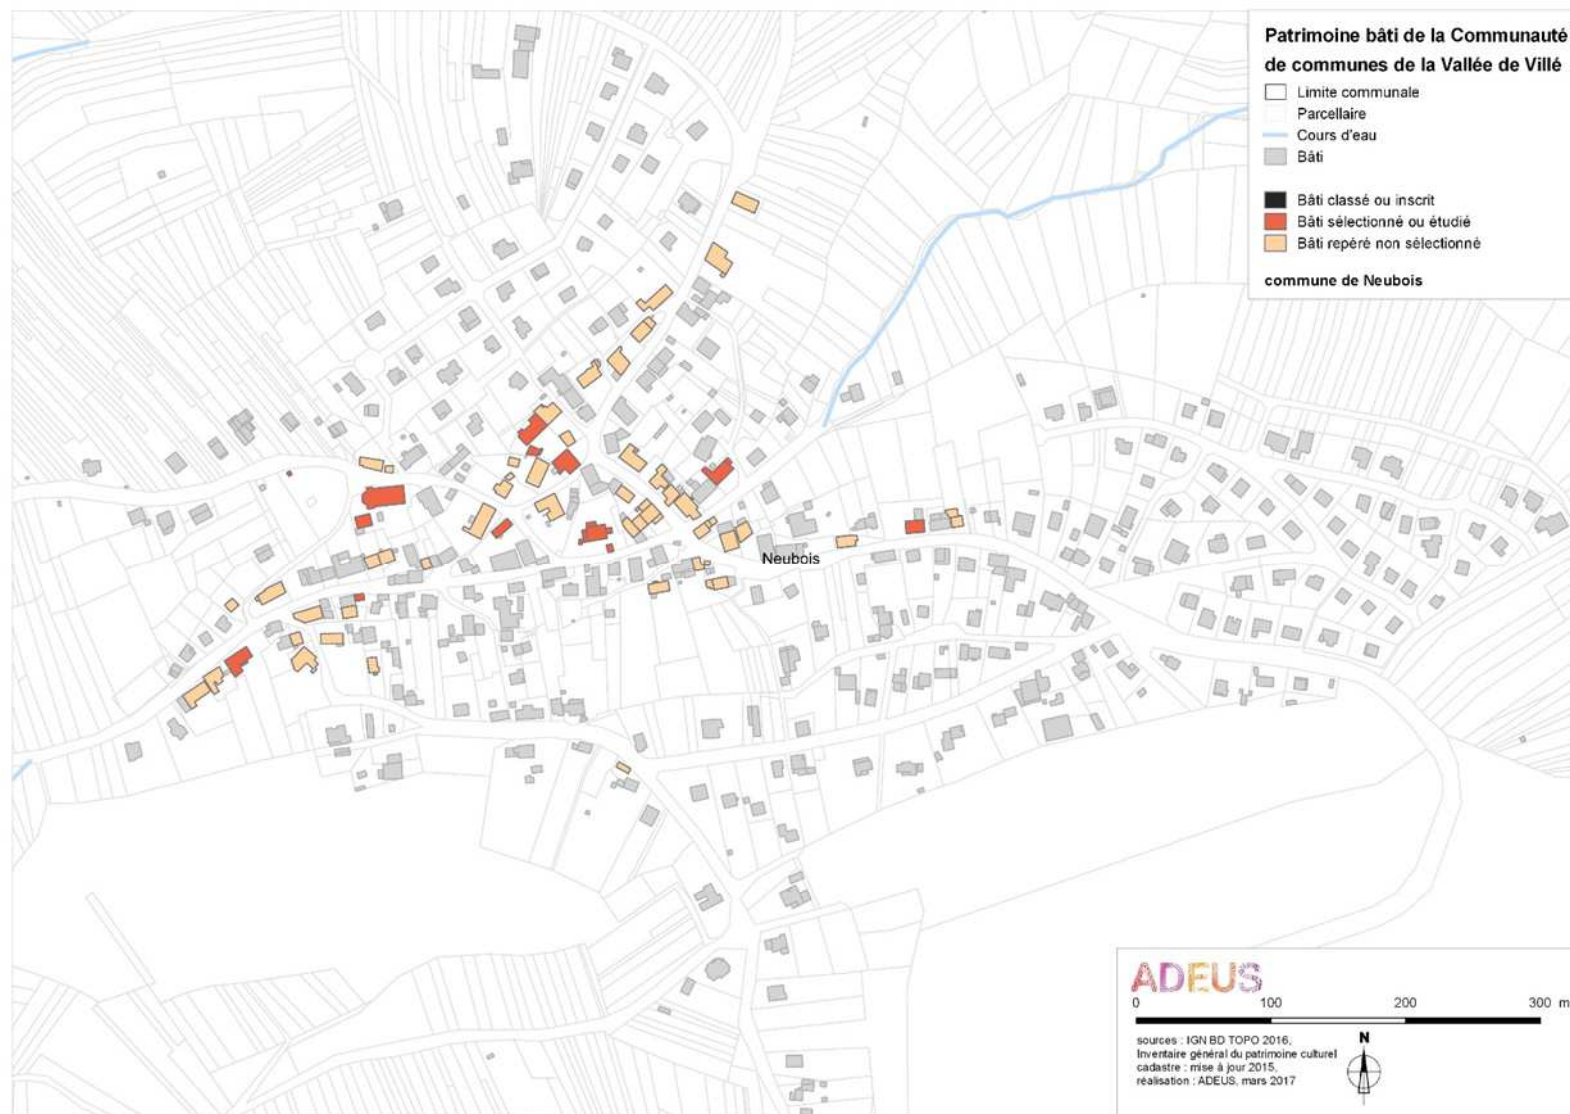 Patrimoine bâti de la Communauté
de communes de la Vallée de Villé
Limite communale
Parcellaire
Cours d'eau
Bâti
Bâti classé ou inscrit
Bâti sélectionné ou étudié
Bâti repéré non sélectionné
commune de Neubois
Neubois
ADEUS
0 100 200 300 m
sources : IGN BD TOPO 2016,
Inventaire général du patrimoine culturel
cadastre : mise à jour 2015,
réalisation : ADEUS, mars 2017
N